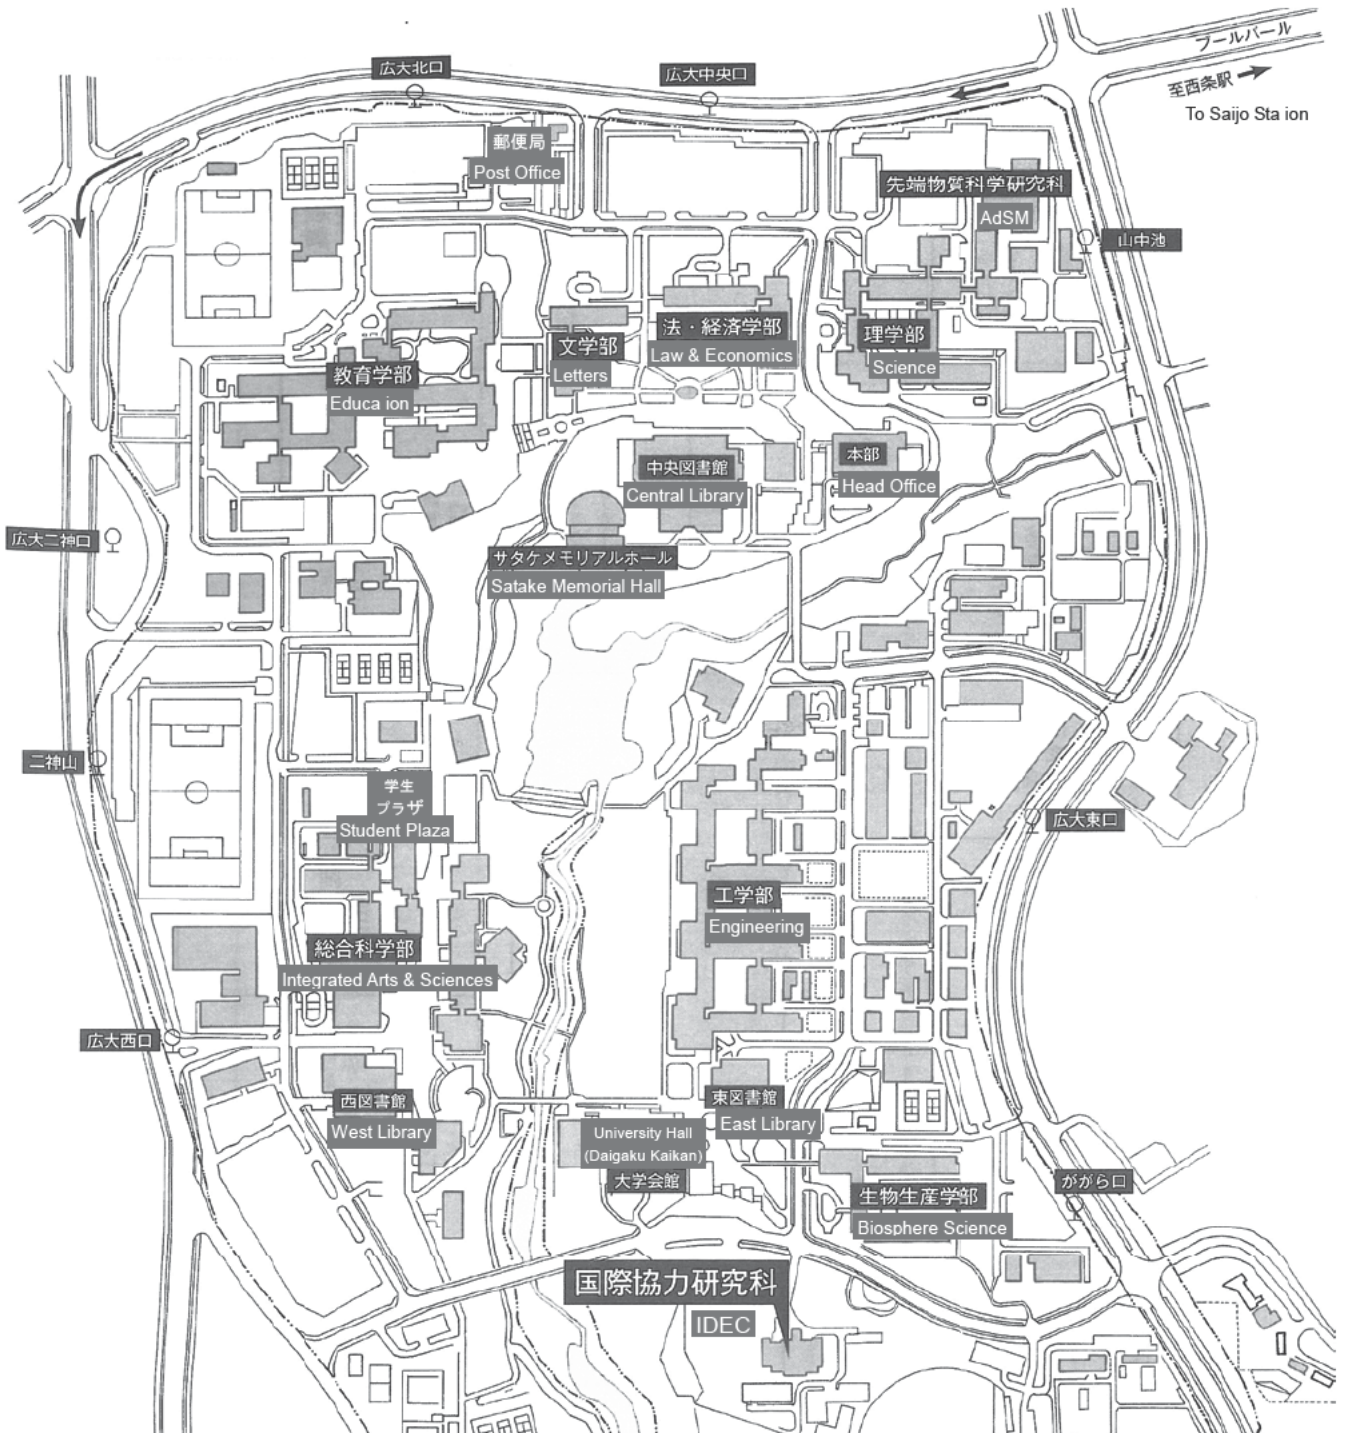 ブールバール
至西条駅
To Saijo Sta ion
広大北口
広大中央口
郵便局
Post Office
先端物質科学研究科
AdSM
山中池
法・経済学部
Law & Economics
文学部
Letters
理学部
Science
教育学部
Educa ion
中央図書館
Central Library
本部
Head Office
広大二神口
サタケメモリアルホール
Satake Memorial Hall
二神山
学生
プラザ
Student Plaza
広大東口
工学部
Engineering
総合科学部
Integrated Arts & Sciences
広大西口
西図書館
West Library
東図書館
East Library
University Hall
(Daigaku Kaikan)
大学会館
生物生産学部
Biosphere Science
ががら口
国際協力研究科
IDEC